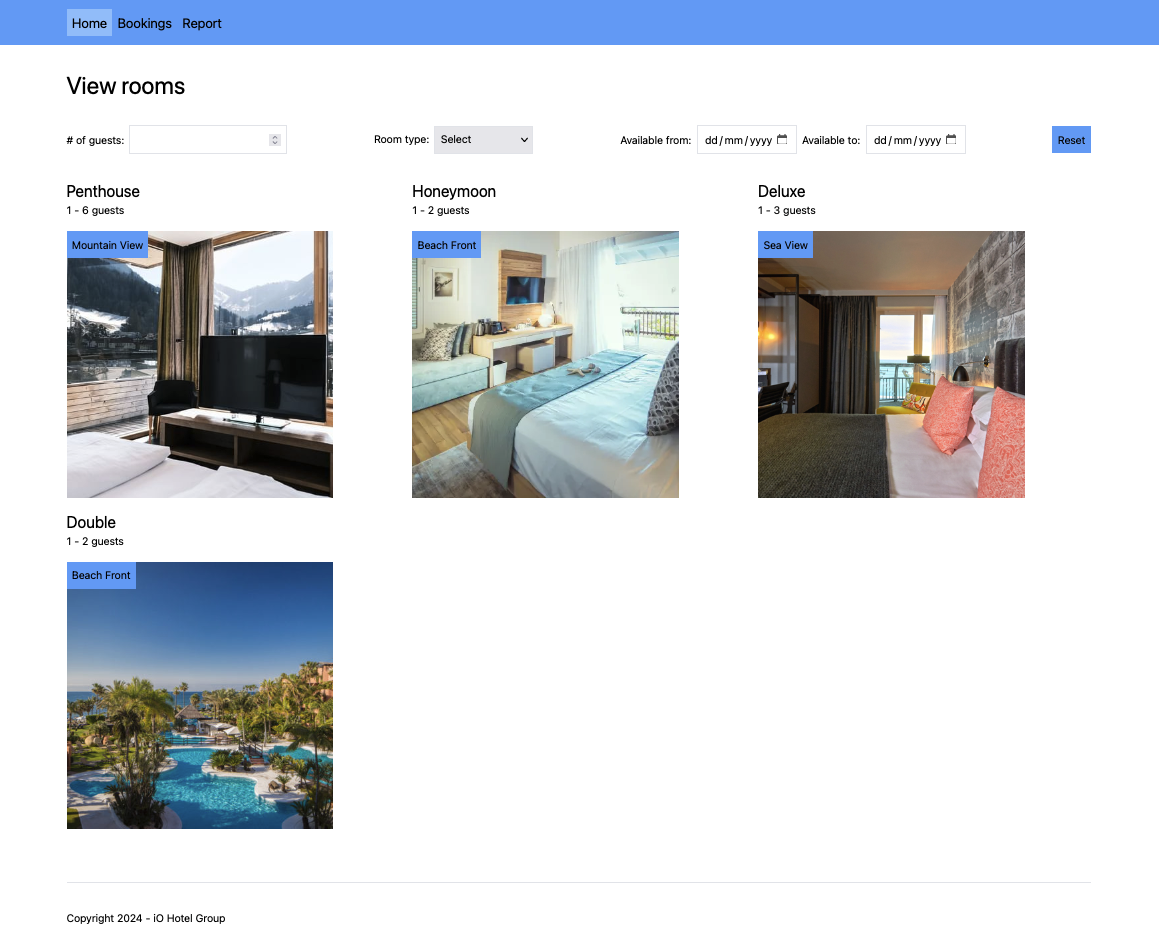 Home Bookings Report
View rooms
# of guests: Room type: Select Available from: dd/mm/yyyy Available to: dd/mm/yyyy Reset
Penthouse
1 - 6 guests
Mountain View
Honeymoon
1 - 2 guests
Beach Front
Deluxe
1 - 3 guests
Sea View
Double
1 - 2 guests
Beach Front
Copyright 2024 - iO Hotel Group